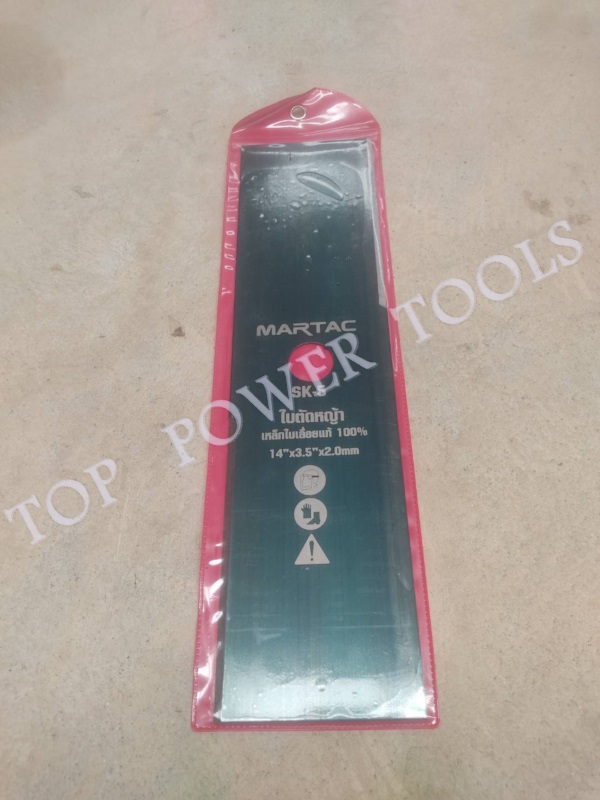 MARTAC
SK-5
ใบตัดหญ้า
เหล็กใบเลื่อยแท้ 100%
14"x3.5"x2.0mm
TOP POWER TOOLS